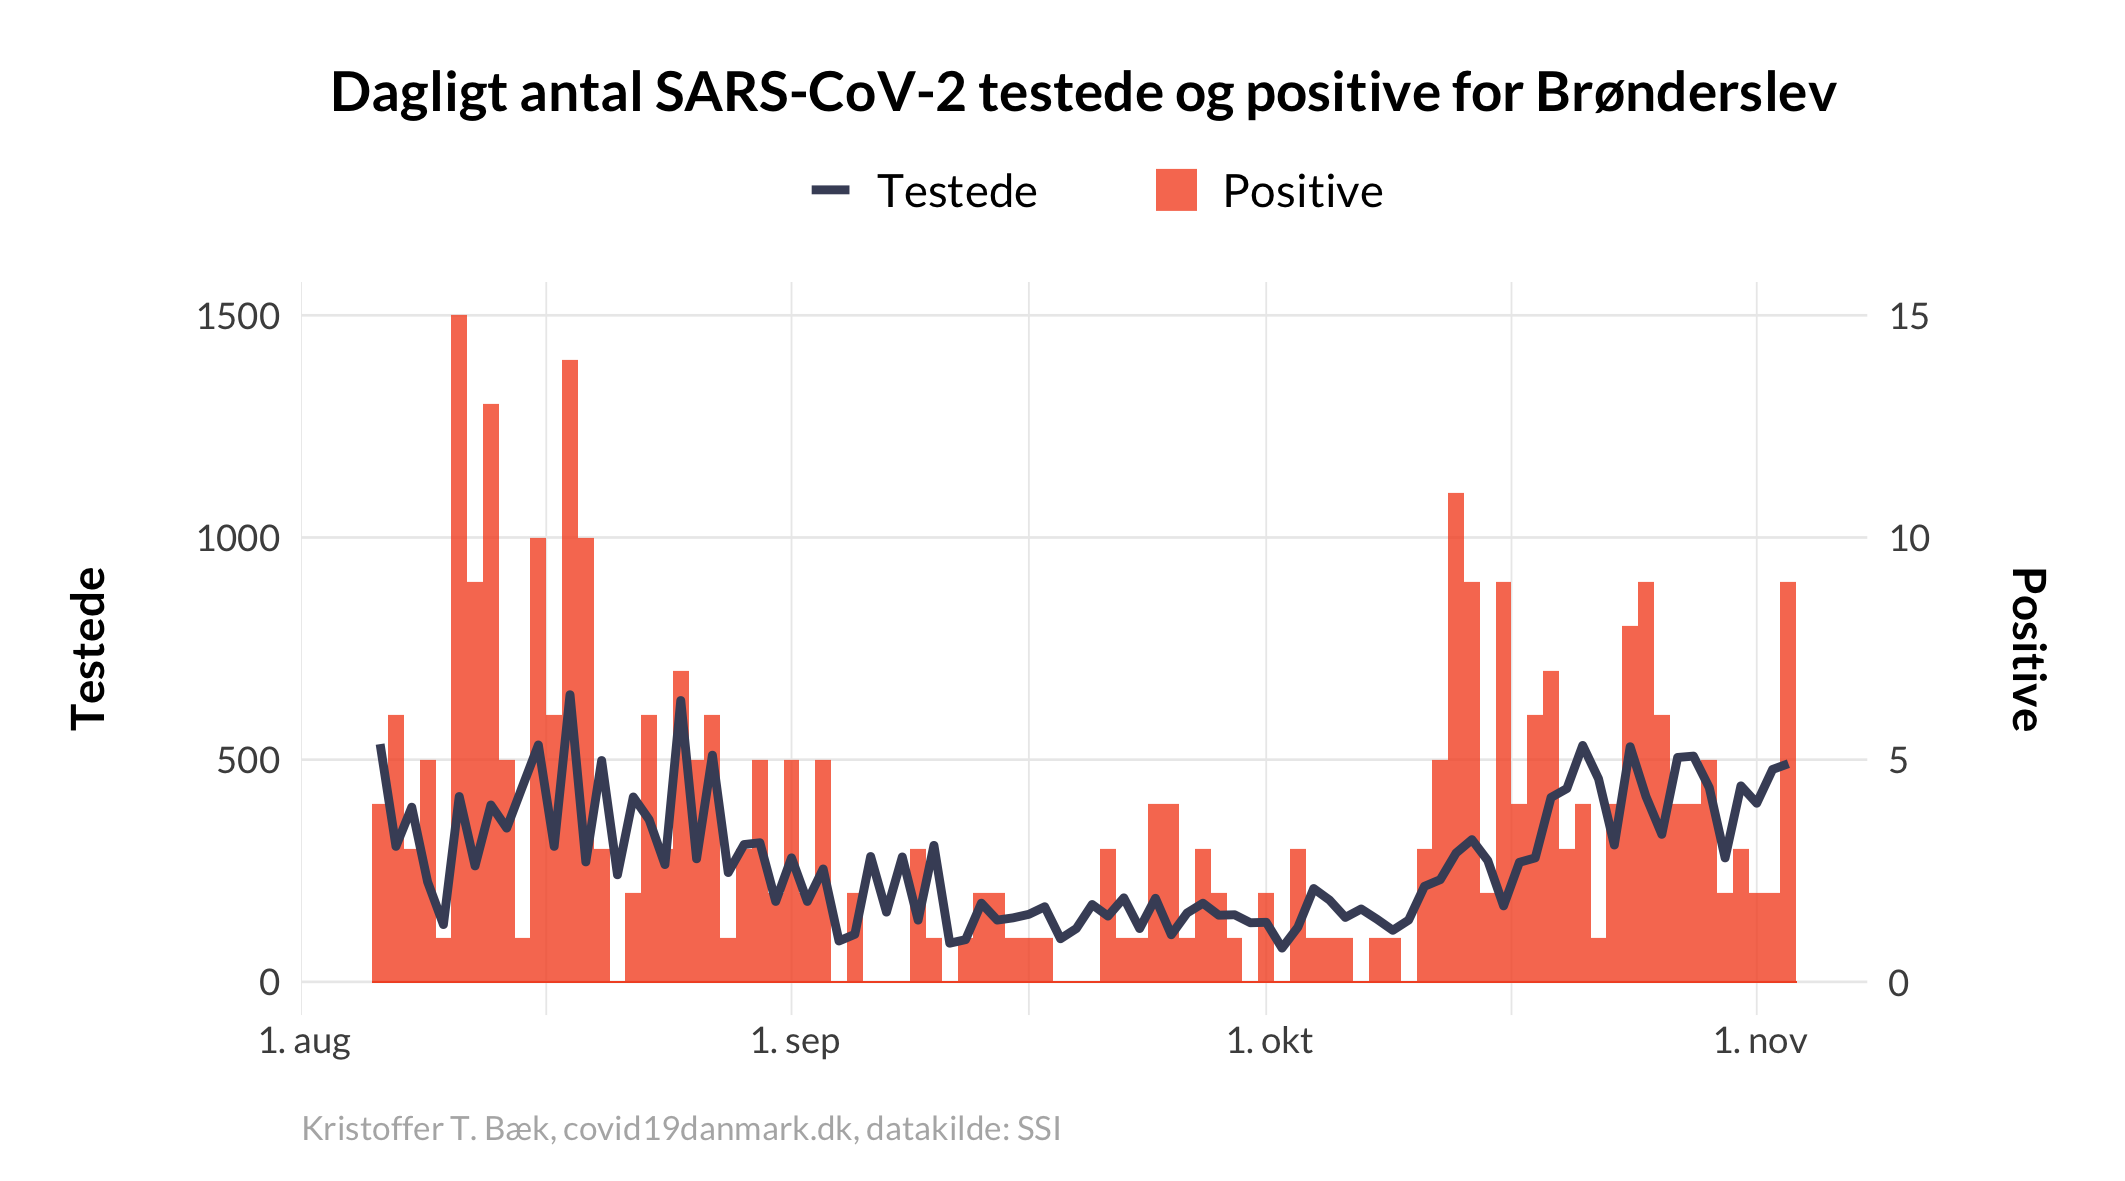 Dagligt antal SARS-CoV-2 testede og positive for Brønderslev
Testede
Positive
1500
1000
500
0
15
10
5
0
Testede
Positive
1. aug
1. sep
1. okt
1. nov
Kristoffer T. Bæk, covid19danmark.dk, datakilde: SSI